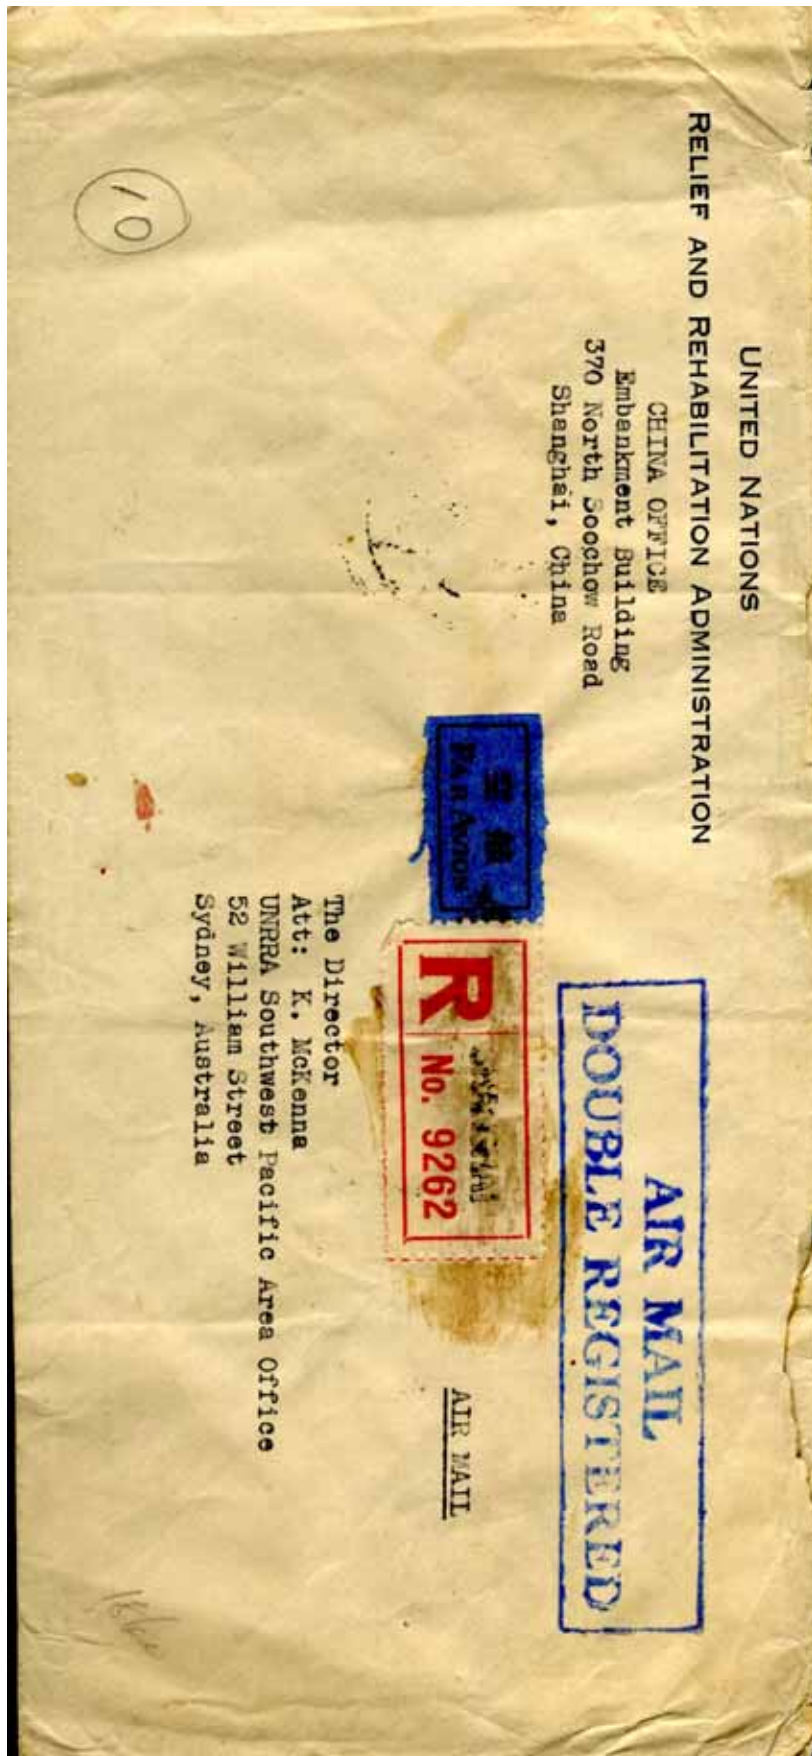 UNITED NATIONS
RELIEF AND REHABILITATION ADMINISTRATION
CHINA OFFICE
Embankment Building
370 North Soochow Road
Shanghai, China
AIR MAIL
DOUBLE REGISTERED
PAR AVION
R
No. 9262
AIR MAIL
The Director
Att: K. McKenna
UNRRA Southwest Pacific Area Office
52 William Street
Sydney, Australia
10